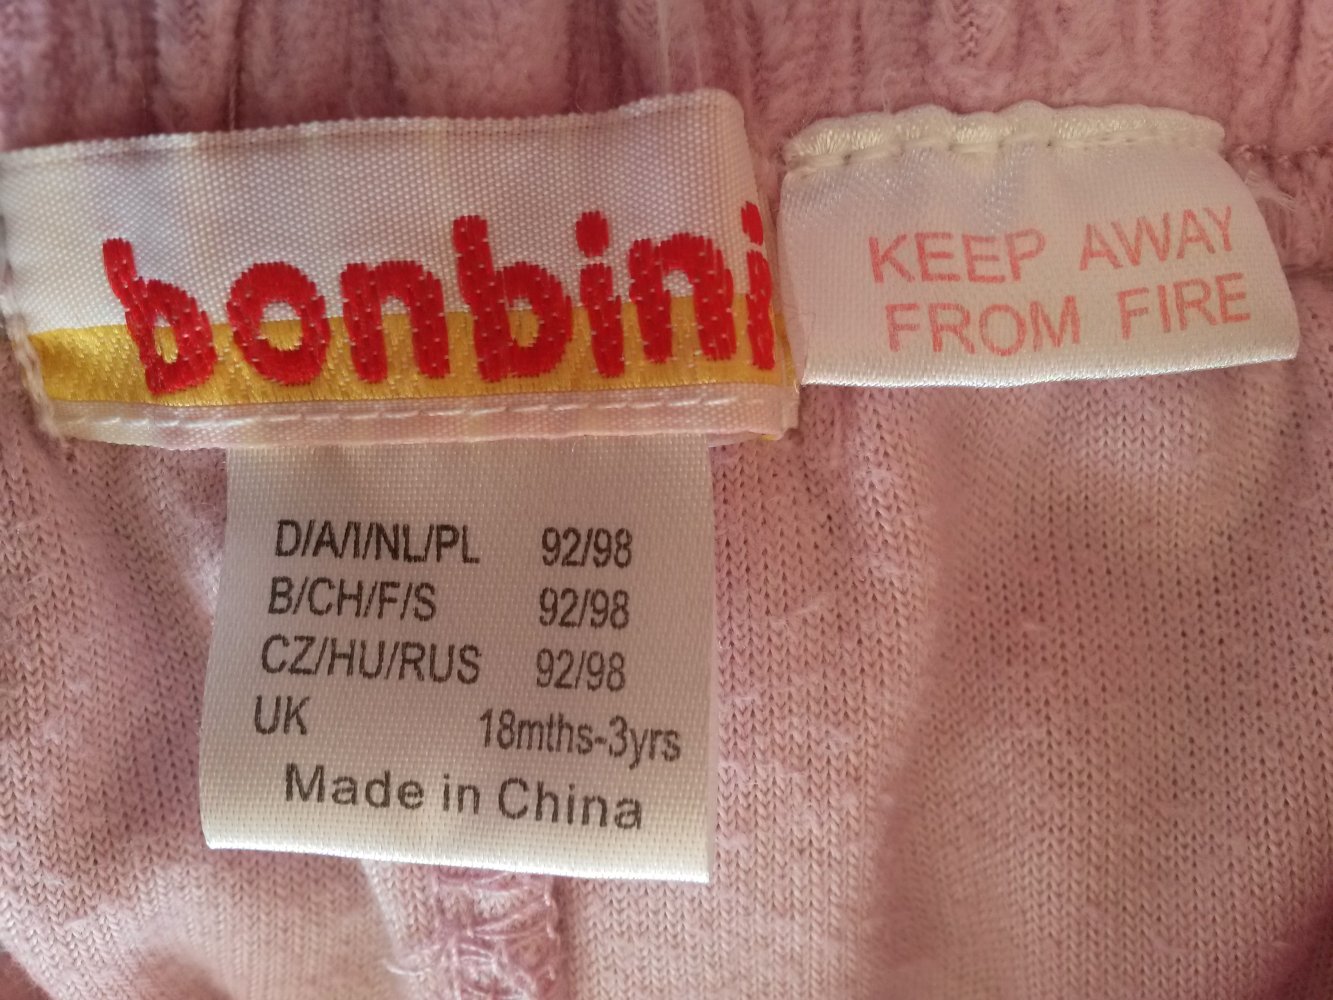 bonbini
KEEP AWAY
FROM FIRE
D/A/I/NL/PL 92/98
B/CH/F/S 92/98
CZ/HU/RUS 92/98
UK 18mths-3yrs
Made in China